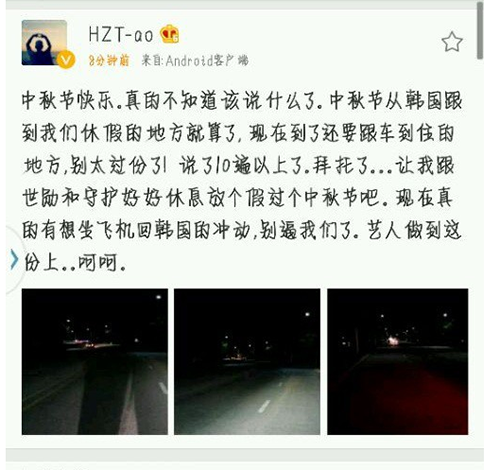 HZT-ao
8分钟前 来自Android客户端
中秋节快乐.真的不知道该说什么了.中秋节从韩国跟
到我们休假的地方就算了,现在到了还要跟车到住的
地方,别太过份了!说了10遍以上了.拜托了...让我跟
世勋和守护好好休息放个假过个中秋节吧.现在真
的有想坐飞机回韩国的冲动,别逼我们了.艺人做到这
份上..呵呵.